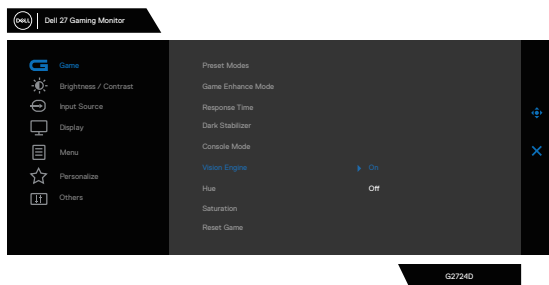 DELL
Dell 27 Gaming Monitor
Game
Brightness / Contrast
Input Source
Display
Menu
Personalize
Others
Preset Modes
Game Enhance Mode
Response Time
Dark Stabilizer
Console Mode
Vision Engine On
Hue Off
Saturation
Reset Game
G2724D